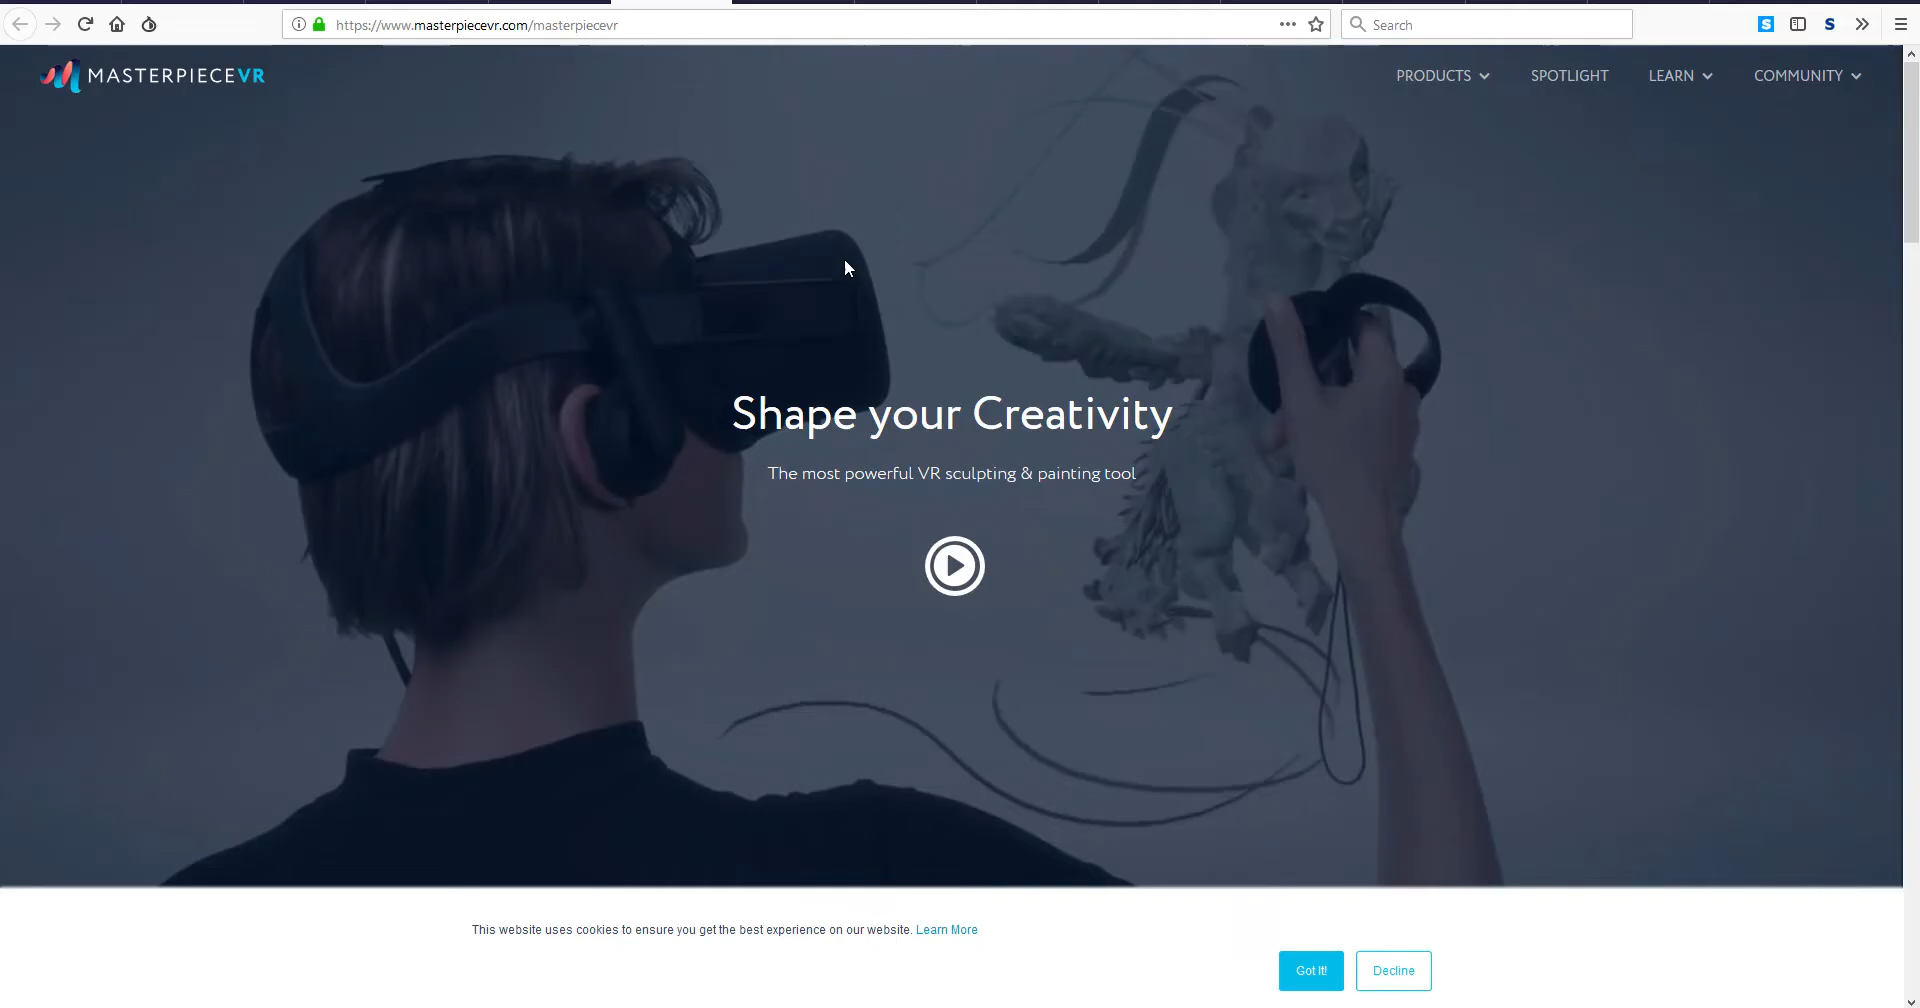 https://www.masterpiecevr.com/masterpiecevr
Search
S
S
MASTERPIECEVR
PRODUCTS
SPOTLIGHT
LEARN
COMMUNITY
Shape your Creativity
The most powerful VR sculpting & painting tool
This website uses cookies to ensure you get the best experience on our website. Learn More
Got It!
Decline